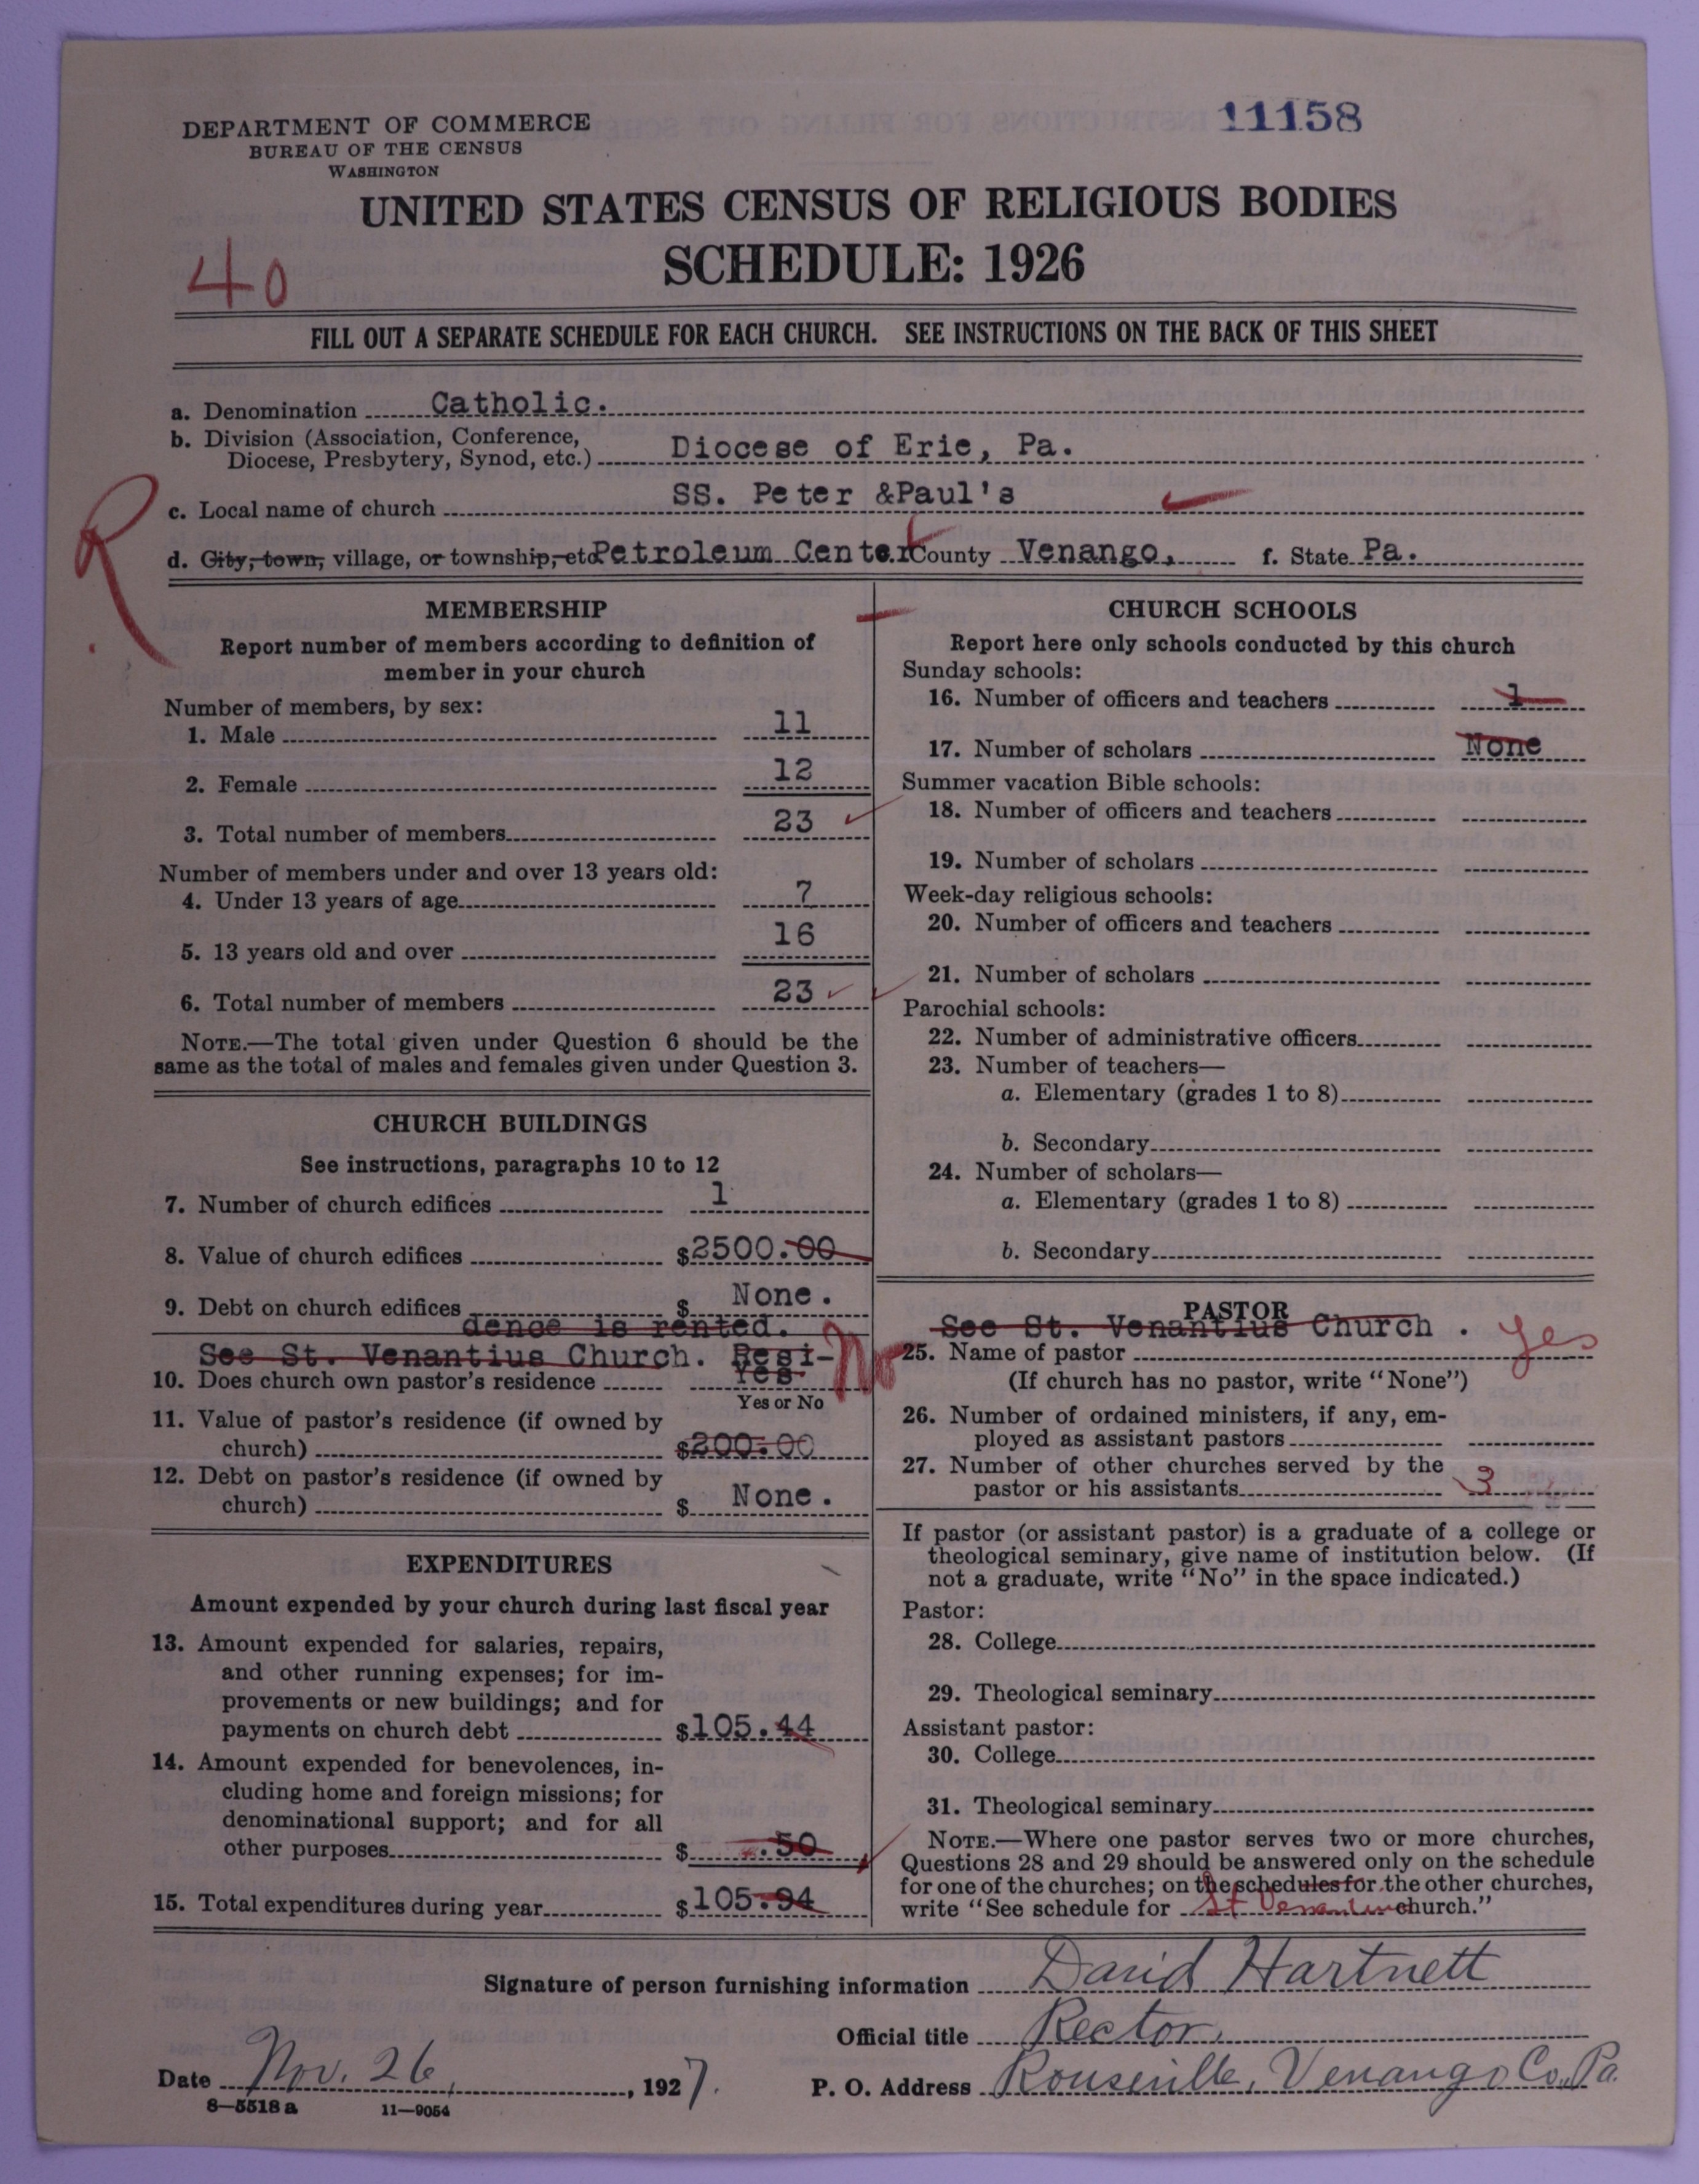 11158
DEPARTMENT OF COMMERCE
BUREAU OF THE CENSUS
WASHINGTON
UNITED STATES CENSUS OF RELIGIOUS BODIES
SCHEDULE: 1926
40
FILL OUT A SEPARATE SCHEDULE FOR EACH CHURCH. SEE INSTRUCTIONS ON THE BACK OF THIS SHEET
a. Denomination Catholic.
b. Division (Association, Conference,
Diocese, Presbytery, Synod, etc.) Diocese of Erie, Pa.
R
c. Local name of church SS. Peter &Paul's
d. City, town, village, or township, etc Petroleum Center County Venango, f. State Pa.
MEMBERSHIP
Report number of members according to definition of
member in your church
Number of members, by sex:
1. Male 11
2. Female 12
3. Total number of members 23
Number of members under and over 13 years old:
4. Under 13 years of age 7
5. 13 years old and over 16
6. Total number of members 23
NOTE.—The total given under Question 6 should be the
same as the total of males and females given under Question 3.
CHURCH BUILDINGS
See instructions, paragraphs 10 to 12
7. Number of church edifices 1
8. Value of church edifices $2500.00
9. Debt on church edifices $ None.
dence is rented.
See St. Venantius Church. Resi- No
10. Does church own pastor's residence Yes
Yes or No
11. Value of pastor's residence (if owned by
church) $200.00
12. Debt on pastor's residence (if owned by
church) $ None.
EXPENDITURES
Amount expended by your church during last fiscal year
13. Amount expended for salaries, repairs,
and other running expenses; for im-
provements or new buildings; and for
payments on church debt $105.44
14. Amount expended for benevolences, in-
cluding home and foreign missions; for
denominational support; and for all
other purposes $ .50
15. Total expenditures during year $105.94
CHURCH SCHOOLS
Report here only schools conducted by this church
Sunday schools:
16. Number of officers and teachers 1
17. Number of scholars None
Summer vacation Bible schools:
18. Number of officers and teachers
19. Number of scholars
Week-day religious schools:
20. Number of officers and teachers
21. Number of scholars
Parochial schools:
22. Number of administrative officers
23. Number of teachers—
a. Elementary (grades 1 to 8)
b. Secondary
24. Number of scholars—
a. Elementary (grades 1 to 8)
b. Secondary
PASTOR
See St. Venantius Church. Yes
25. Name of pastor
(If church has no pastor, write "None")
26. Number of ordained ministers, if any, em-
ployed as assistant pastors
27. Number of other churches served by the
pastor or his assistants 3
If pastor (or assistant pastor) is a graduate of a college or
theological seminary, give name of institution below. (If
not a graduate, write "No" in the space indicated.)
Pastor:
28. College
29. Theological seminary
Assistant pastor:
30. College
31. Theological seminary
NOTE.—Where one pastor serves two or more churches,
Questions 28 and 29 should be answered only on the schedule
for one of the churches; on the schedules for the other churches,
write "See schedule for St Venantius church."
Signature of person furnishing information David Hartnett
Official title Rector.
Date Nov. 26, 1927. P. O. Address Rouseville, Venango Co., Pa.
8—5518 a 11—9054